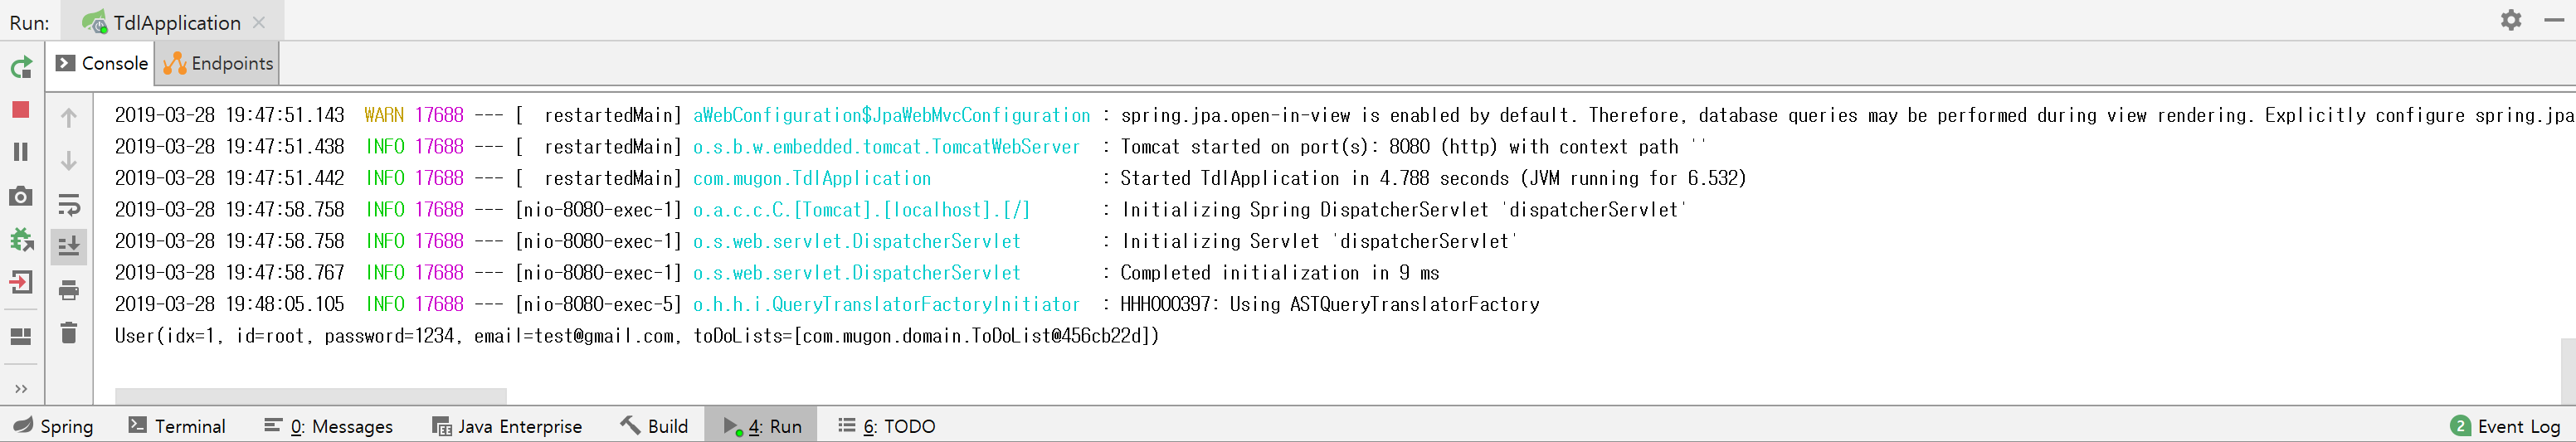 Run: TdlApplication
Console Endpoints
2019-03-28 19:47:51.143  WARN 17688 --- [  restartedMain] aWebConfiguration$JpaWebMvcConfiguration : spring.jpa.open-in-view is enabled by default. Therefore, database queries may be performed during view rendering. Explicitly configure spring.jpa
2019-03-28 19:47:51.438  INFO 17688 --- [  restartedMain] o.s.b.w.embedded.tomcat.TomcatWebServer  : Tomcat started on port(s): 8080 (http) with context path ''
2019-03-28 19:47:51.442  INFO 17688 --- [  restartedMain] com.mugon.TdlApplication                 : Started TdlApplication in 4.788 seconds (JVM running for 6.532)
2019-03-28 19:47:58.758  INFO 17688 --- [nio-8080-exec-1] o.a.c.c.C.[Tomcat].[localhost].[/]       : Initializing Spring DispatcherServlet 'dispatcherServlet'
2019-03-28 19:47:58.758  INFO 17688 --- [nio-8080-exec-1] o.s.web.servlet.DispatcherServlet        : Initializing Servlet 'dispatcherServlet'
2019-03-28 19:47:58.767  INFO 17688 --- [nio-8080-exec-1] o.s.web.servlet.DispatcherServlet        : Completed initialization in 9 ms
2019-03-28 19:48:05.105  INFO 17688 --- [nio-8080-exec-5] o.h.h.i.QueryTranslatorFactoryInitiator  : HHH000397: Using ASTQueryTranslatorFactory
User(idx=1, id=root, password=1234, email=test@gmail.com, toDoLists=[com.mugon.domain.ToDoList@456cb22d])
Spring Terminal 0: Messages Java Enterprise Build 4: Run 6: TODO 2 Event Log